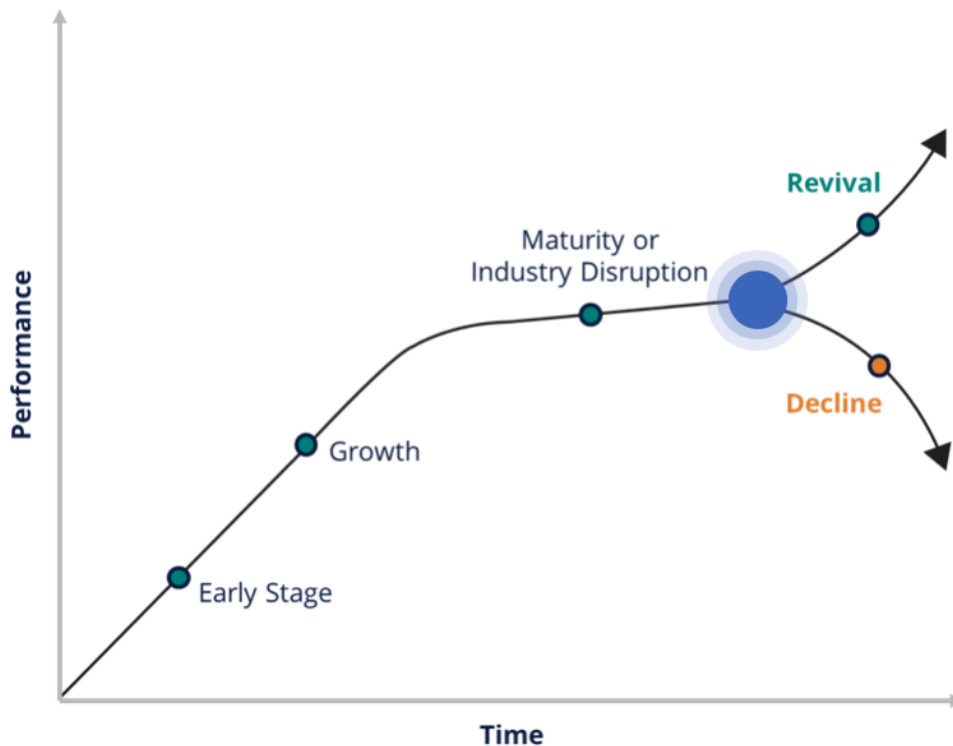 Revival
Maturity or
Industry Disruption
Performance
Decline
Growth
Early Stage
Time